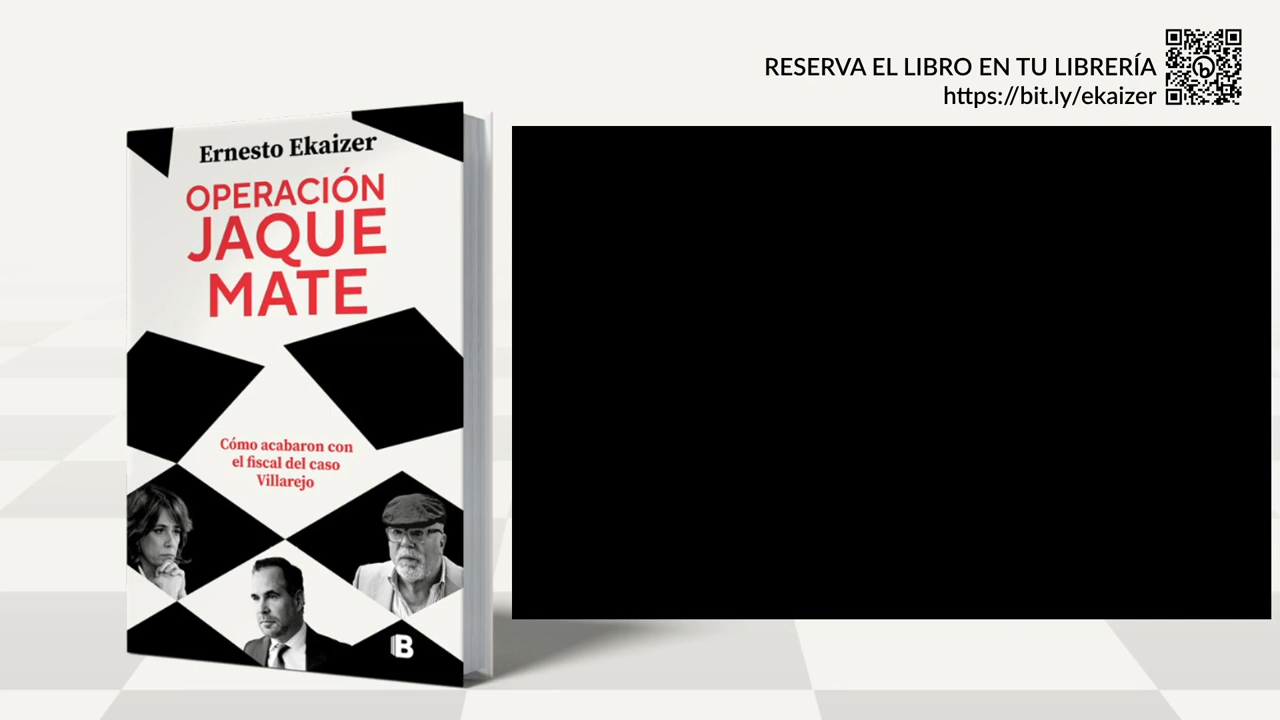 RESERVA EL LIBRO EN TU LIBRERÍA
https://bit.ly/ekaizer
Ernesto Ekaizer
OPERACIÓN
JAQUE
MATE
Cómo acabaron con
el fiscal del caso
Villarejo
B